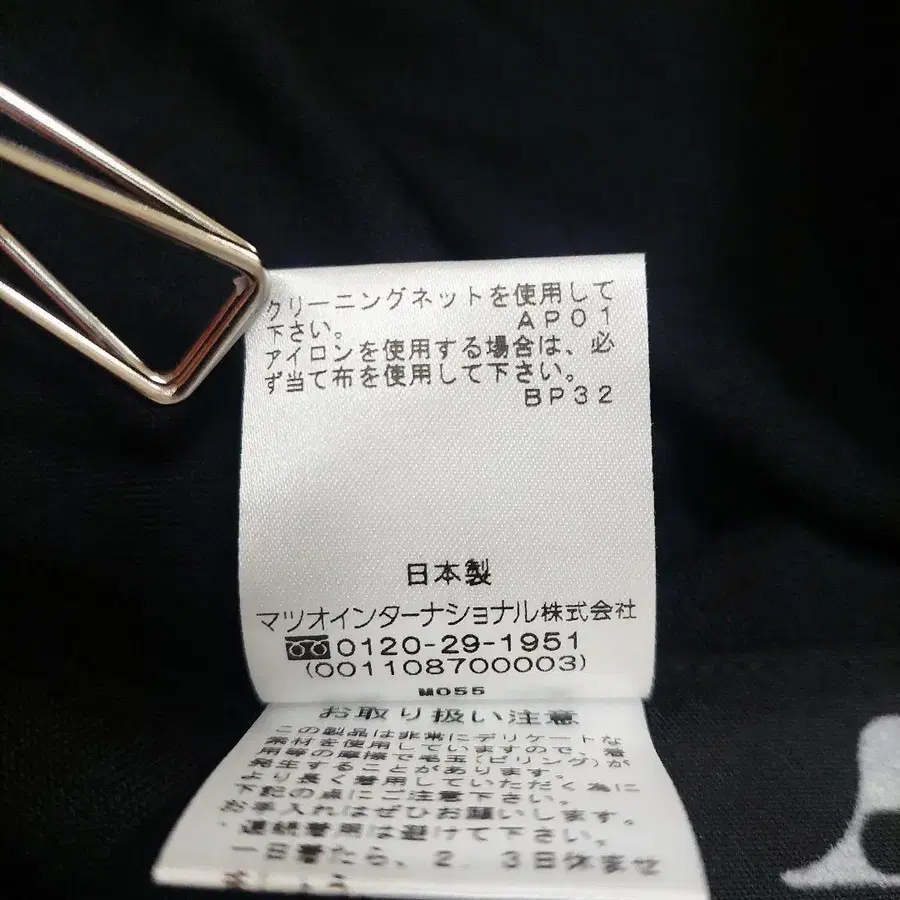 クリーニングネットを使用して
下さい。 AP01
アイロンを使用する場合は、必
ず当て布を使用して下さい。
BP32
日本製
マツオインターナショナル株式会社
0120-29-1951
(001108700003)
M055
お取り扱い注意
この製品は非常にデリケートな
素材を使用していますので、着
用等の摩擦で毛玉(ピリング)が
発生することがあります。
より長く着用していただく為に
下記の点にご注意下さい。
お手入れはぜひお願いします。
・連続着用は避けて下さい。
一日着たら、2、3日休ませ